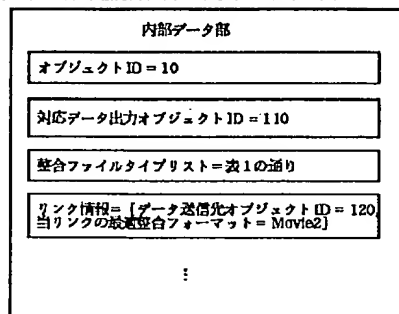 内部データ部
オブジェクトID = 10
対応データ出力オブジェクトID = 110
整合ファイルタイプリスト = 表1の通り
リンク情報 = [データ送信先オブジェクトID = 120,
当リンクの最適整合フォーマット = Movie2]
⋮